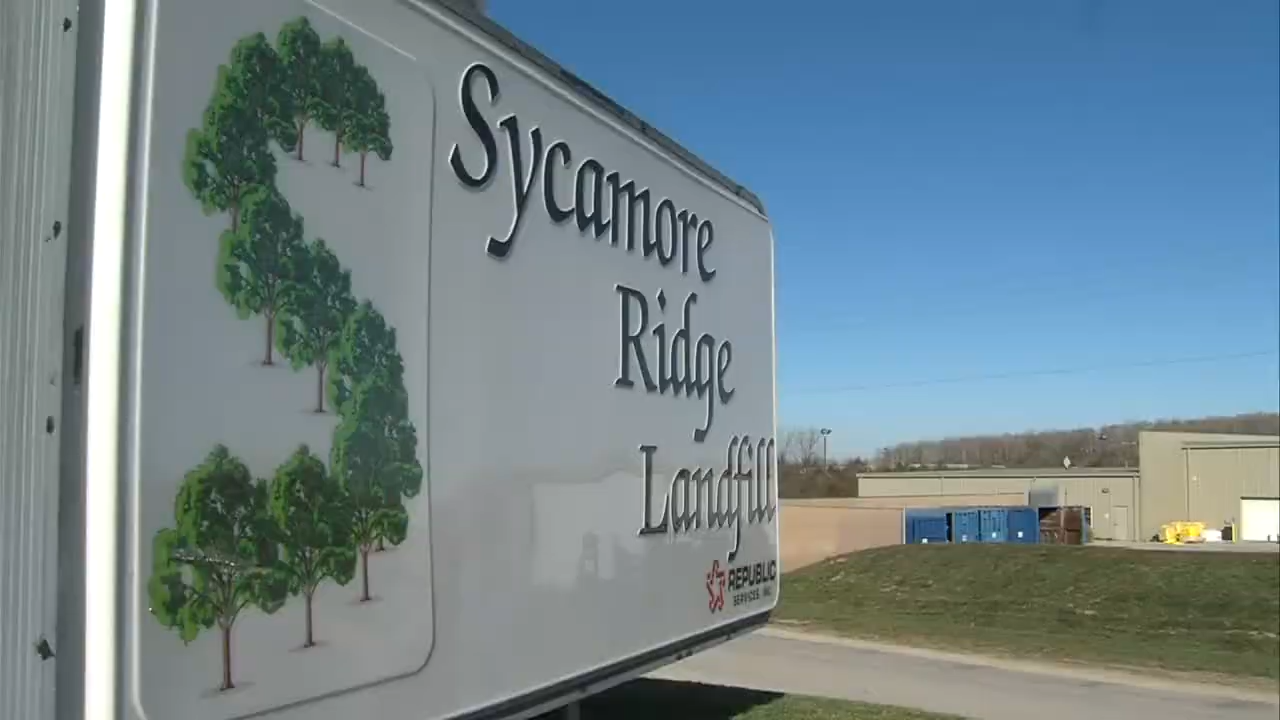 Sycamore
Ridge
Landfill
REPUBLIC
SERVICES, INC.